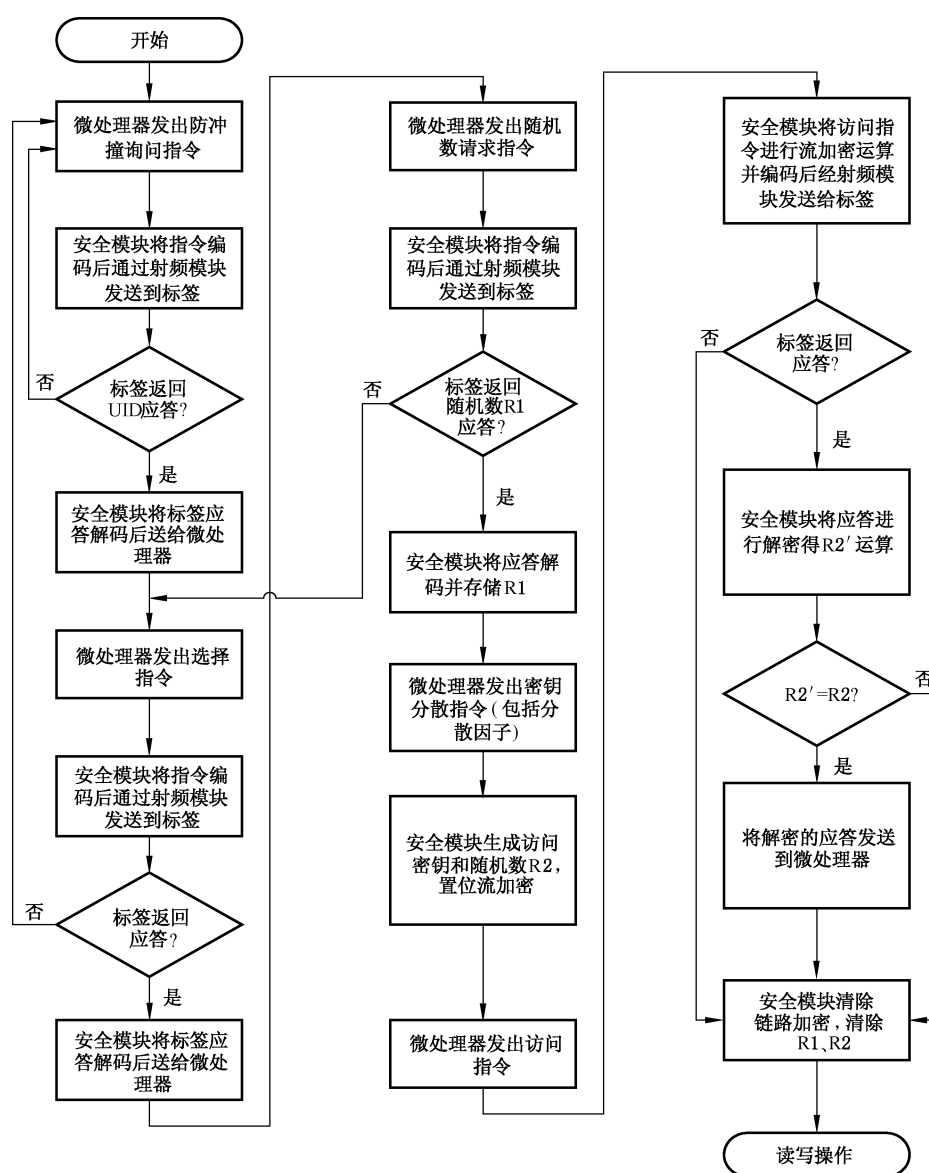 开始
微处理器发出防冲
撞询问指令
安全模块将指令编
码后通过射频模块
发送到标签
否
标签返回
UID应答?
是
安全模块将标签应
答解码后送给微处
理器
微处理器发出选择
指令
安全模块将指令编
码后通过射频模块
发送到标签
否
标签返回
应答?
是
安全模块将标签应
答解码后送给微处
理器
微处理器发出随机
数请求指令
安全模块将指令编
码后通过射频模块
发送到标签
否
标签返回
随机数R1
应答?
是
安全模块将应答解
码并存储R1
微处理器发出密钥
分散指令(包括分
散因子)
安全模块生成访问
密钥和随机数R2,
置位流加密
微处理器发出访问
指令
安全模块将访问指
令进行流加密运算
并编码后经射频模
块发送给标签
否
标签返回
应答?
是
安全模块将应答进
行解密得R2′运算
否
R2′=R2?
是
将解密的应答发送
到微处理器
安全模块清除
链路加密,清除
R1、R2
读写操作